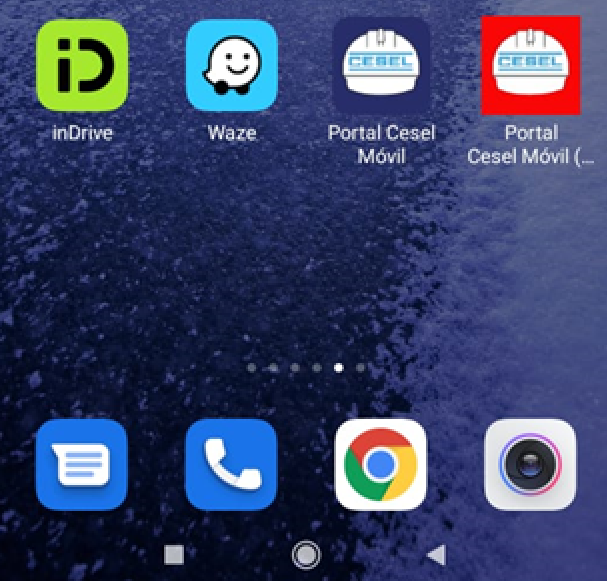 iD
CESEL
CESEL
inDrive
Waze
Portal Cesel
Móvil
Portal
Cesel Móvil (...